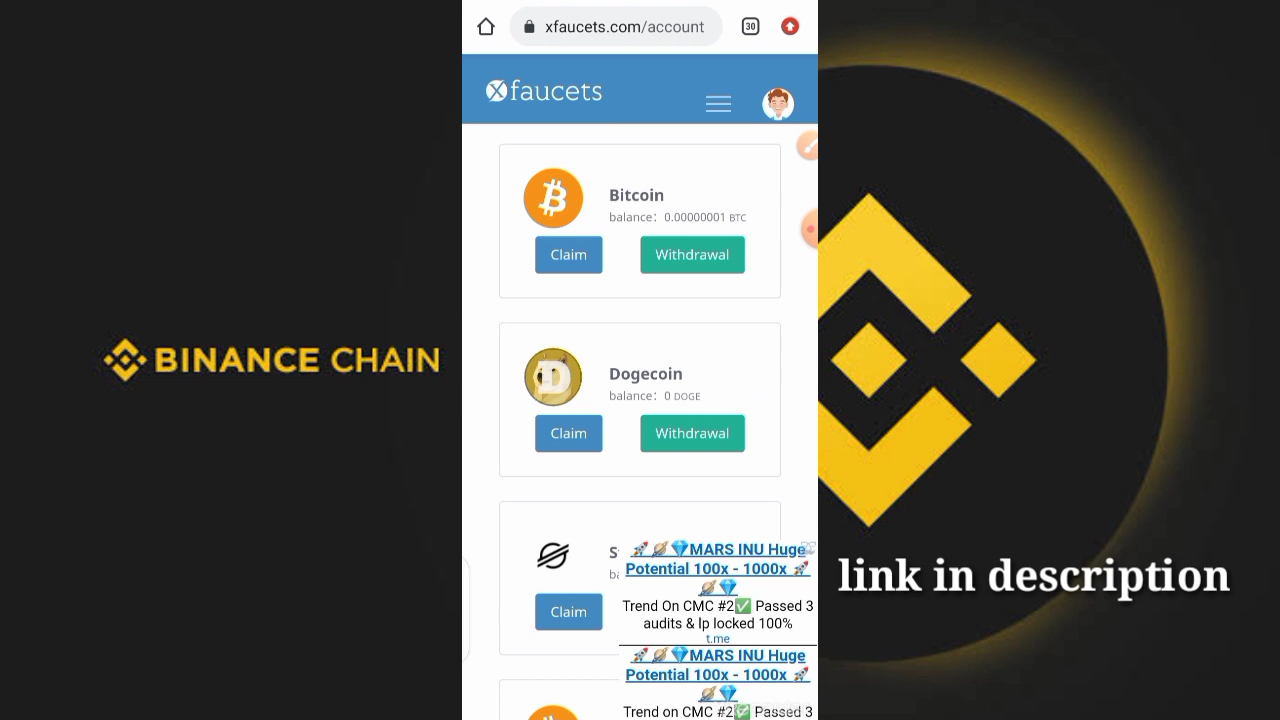 xfaucets.com/account
30
xfaucets
Bitcoin
balance: 0.00000001 BTC
Claim
Withdrawal
Dogecoin
balance: 0 DOGE
Claim
Withdrawal
S
ba
Claim
🚀🪐💎MARS INU Huge
Potential 100x - 1000x 🚀
🪐💎
Trend On CMC #2✅ Passed 3
audits & lp locked 100%
t.me
🚀🪐💎MARS INU Huge
Potential 100x - 1000x 🚀
🪐💎
Trend on CMC #2✅ Passed 3
BINANCE CHAIN
link in description